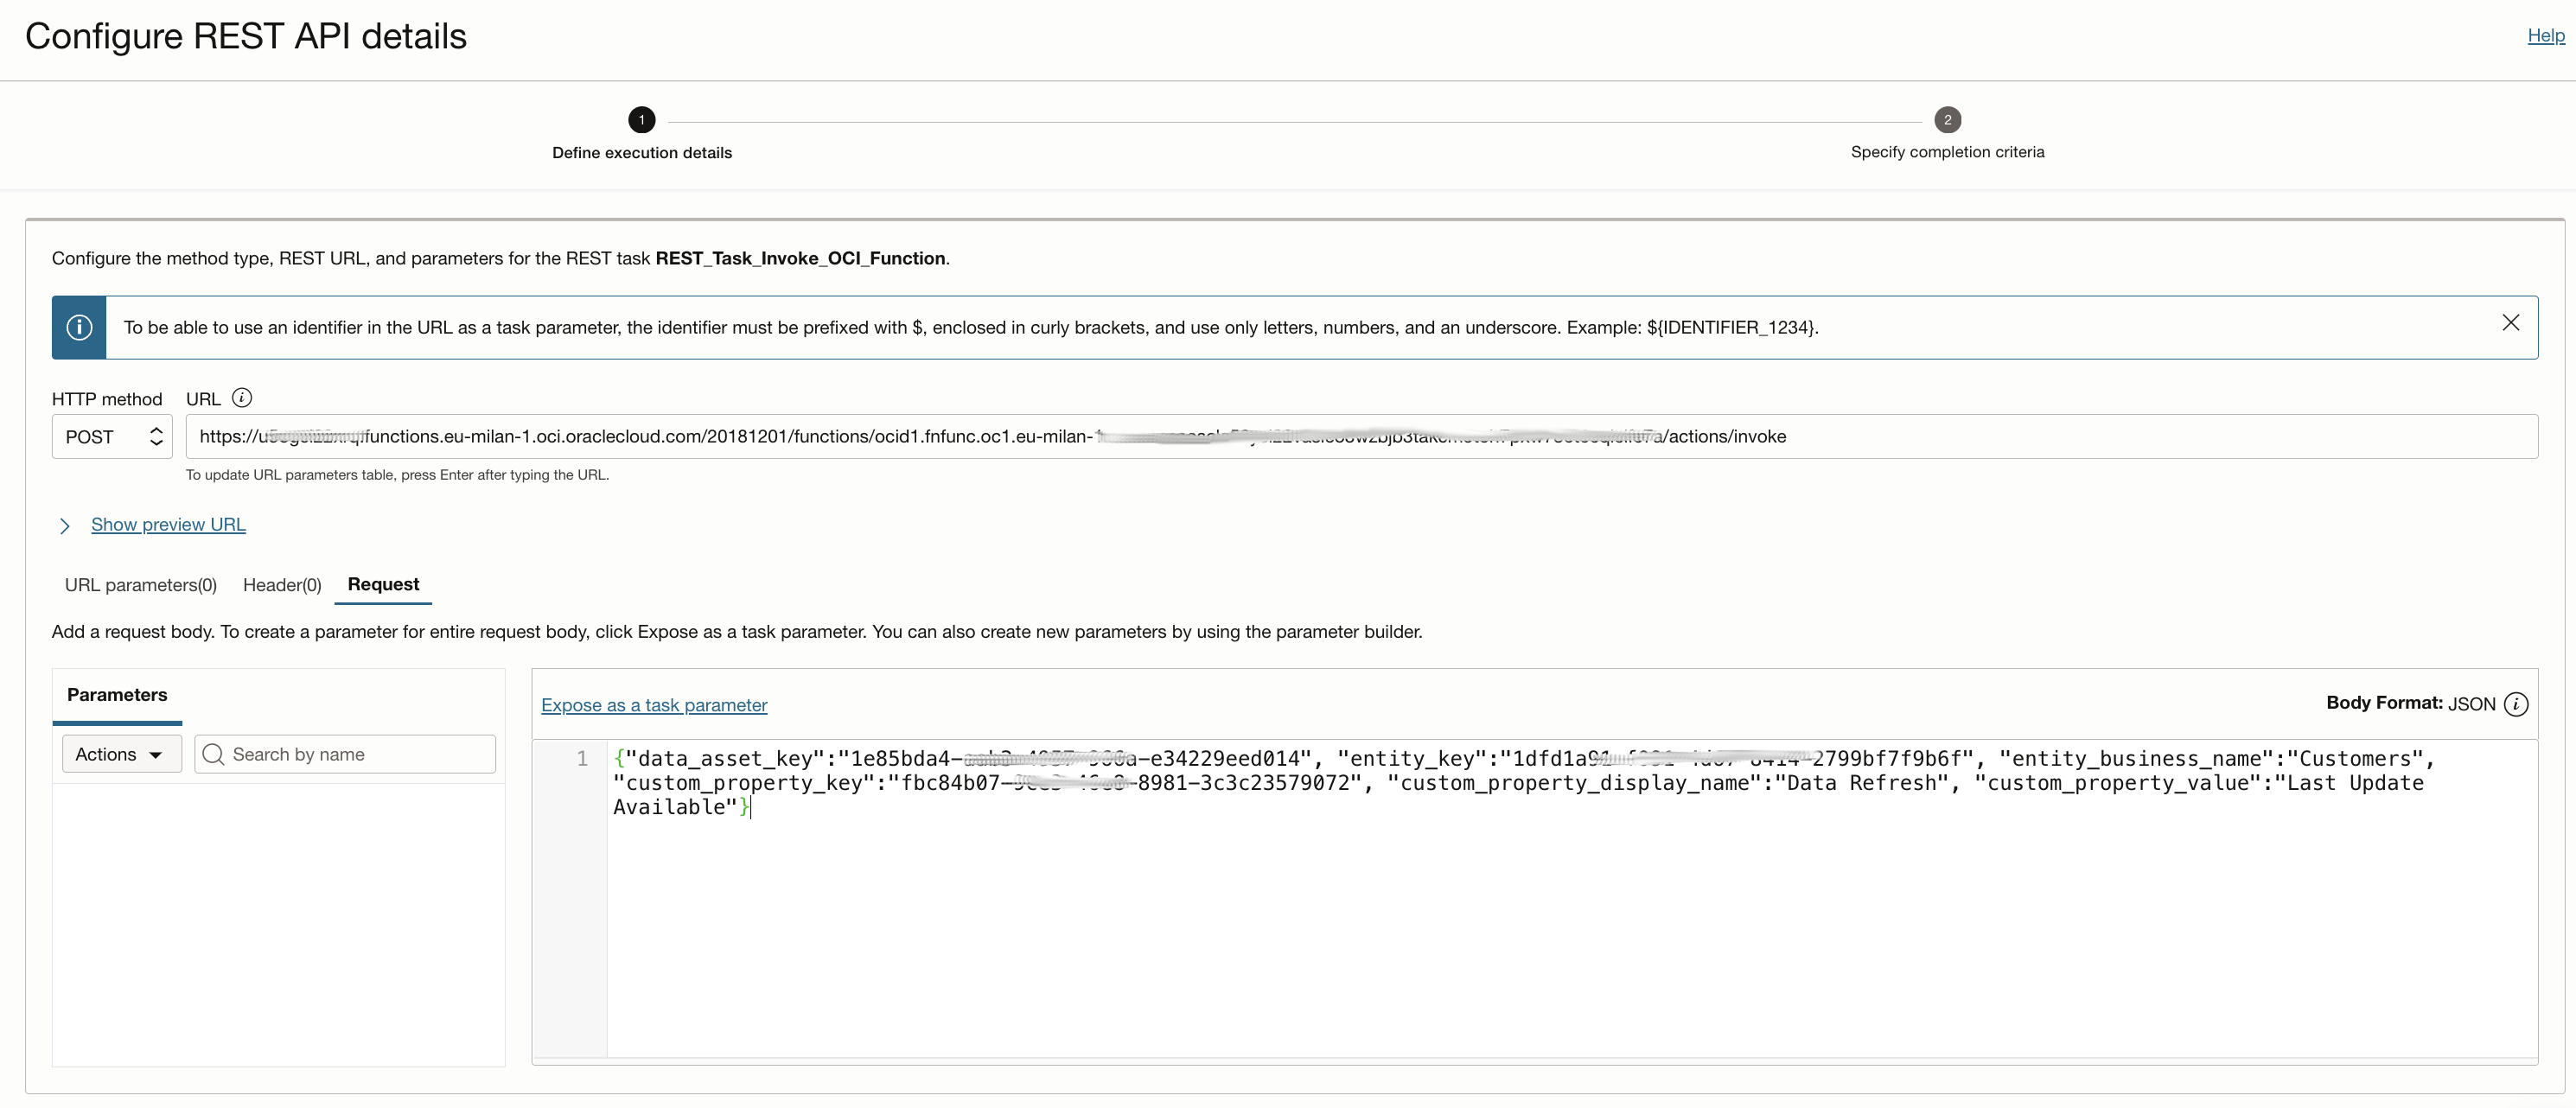 Configure REST API details
Help
1
2
Define execution details
Specify completion criteria
Configure the method type, REST URL, and parameters for the REST task REST_Task_Invoke_OCI_Function.
To be able to use an identifier in the URL as a task parameter, the identifier must be prefixed with $, enclosed in curly brackets, and use only letters, numbers, and an underscore. Example: ${IDENTIFIER_1234}.
HTTP method URL
POST
https:// functions.eu-milan-1.oci.oraclecloud.com/20181201/functions/ocid1.fnfunc.oc1.eu-milan- /actions/invoke
To update URL parameters table, press Enter after typing the URL.
Show preview URL
URL parameters(0) Header(0) Request
Add a request body. To create a parameter for entire request body, click Expose as a task parameter. You can also create new parameters by using the parameter builder.
Parameters
Actions
Search by name
Expose as a task parameter
Body Format: JSON
1
{"data_asset_key":"1e85bda4- -e34229eed014", "entity_key":"1dfd1a9 2799bf7f9b6f", "entity_business_name":"Customers",
"custom_property_key":"fbc84b07- -8981-3c3c23579072", "custom_property_display_name":"Data Refresh", "custom_property_value":"Last Update
Available"}